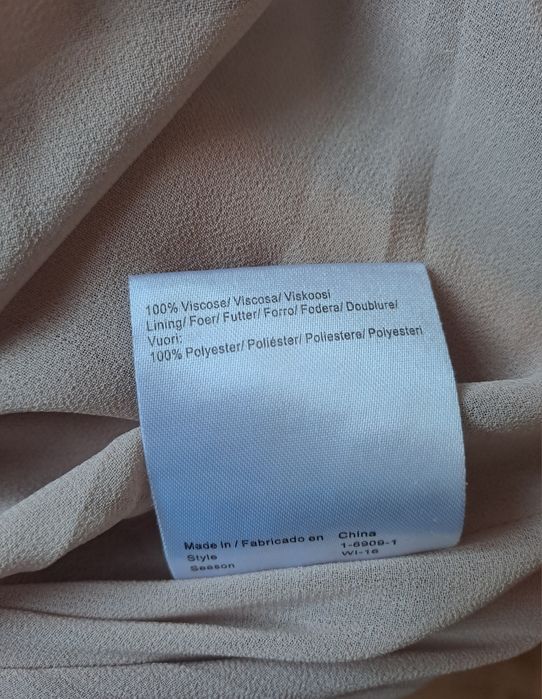 100% Viscose/ Viscosa/ Viskoosi
Lining/ Foer/ Futter/ Forro/ Fodera/ Doublure/
Vuori:
100% Polyester/ Poliéster/ Poliestere/ Polyesteri
Made in / Fabricado en China
Style 1-6909-1
Season WI-16